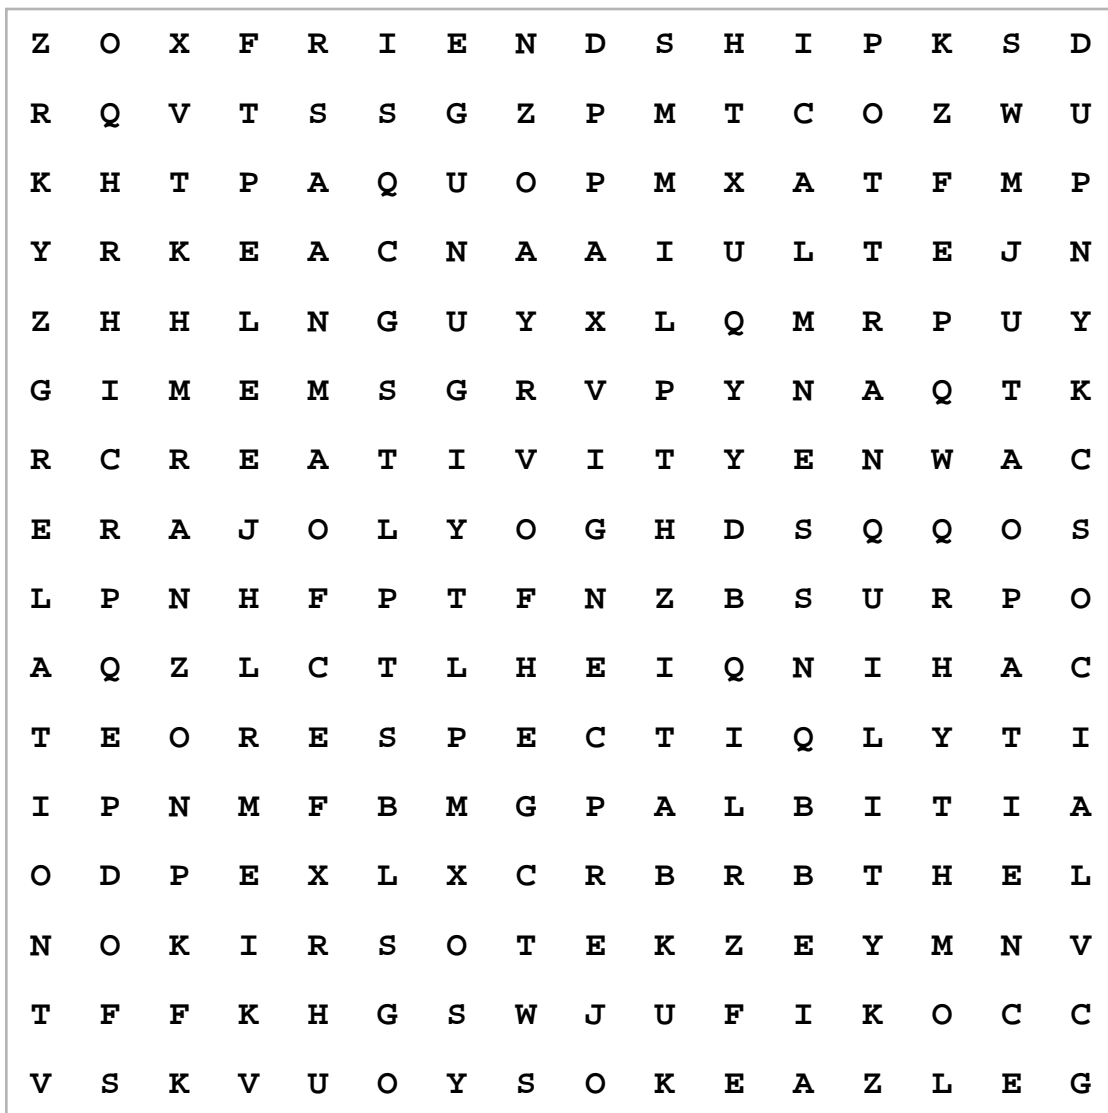 Z O X F R I E N D S H I P K S D
R Q V T S S G Z P M T C O Z W U
K H T P A Q U O P M X A T F M P
Y R K E A C N A A I U L T E J N
Z H H L N G U Y X L Q M R P U Y
G I M E M S G R V P Y N A Q T K
R C R E A T I V I T Y E N W A C
E R A J O L Y O G H D S Q Q O S
L P N H F P T F N Z B S U R P O
A Q Z L C T L H E I Q N I H A C
T E O R E S P E C T I Q L Y T I
I P N M F B M G P A L B I T I A
O D P E X L X C R B R B T H E L
N O K I R S O T E K Z E Y M N V
T F F K H G S W J U F I K O C C
V S K V U O Y S O K E A Z L E G